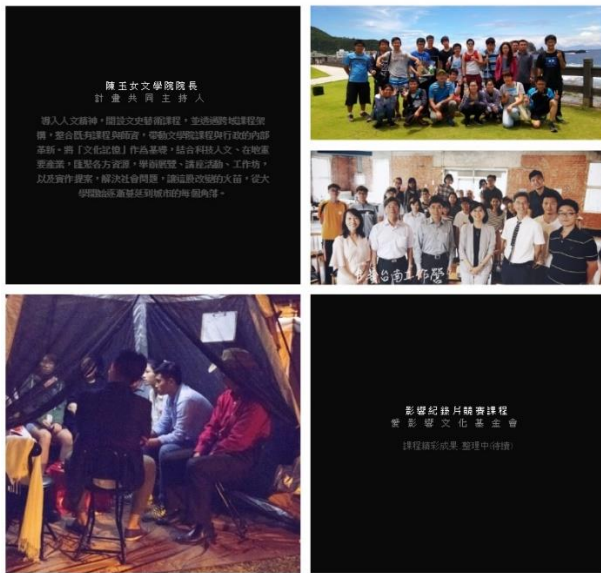 陳玉女文學院院長
計畫共同主持人
導入人文精神，開設文史藝術課程，並透過跨域課程架
構，整合既有課程與師資，帶動文學院課程與行政的內部
革新。將「文化記憶」作為基礎，結合科技人文、在地重
要產業，匯聚各方資源，舉辦展覽、講座活動、工作坊，
以及實作提案，解決社會問題，讓這股改變的火苗，從大
學開始逐漸蔓延到城市的每個角落。
台南工作營
影響紀錄片競賽課程
愛影響文化基金會
課程精彩成果 整理中(待續)